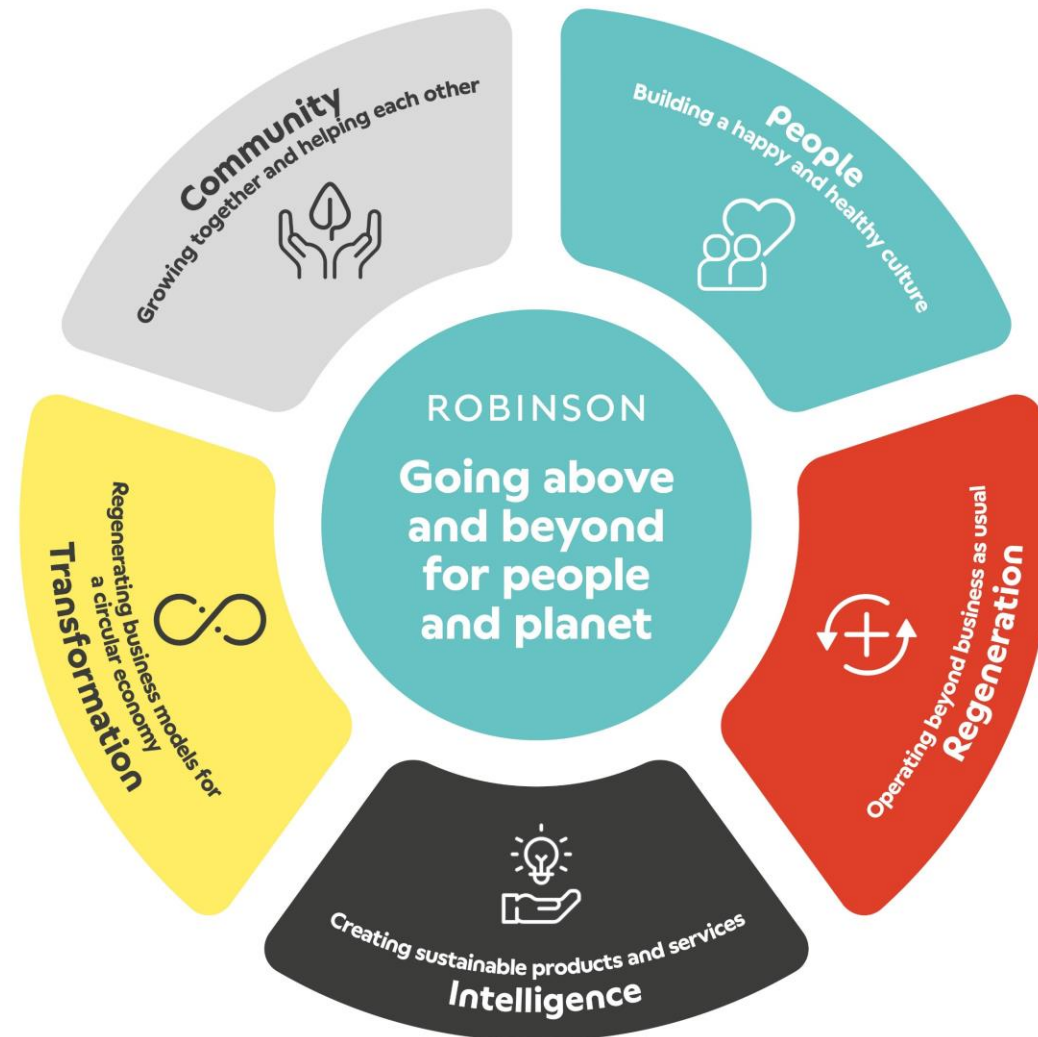 ROBINSON
Going above
and beyond
for people
and planet
People
Building a happy and healthy culture
Operating beyond business as usual
Regeneration
Creating sustainable products and services
Intelligence
Regenerating business models for
a circular economy
Transformation
Community
Growing together and helping each other